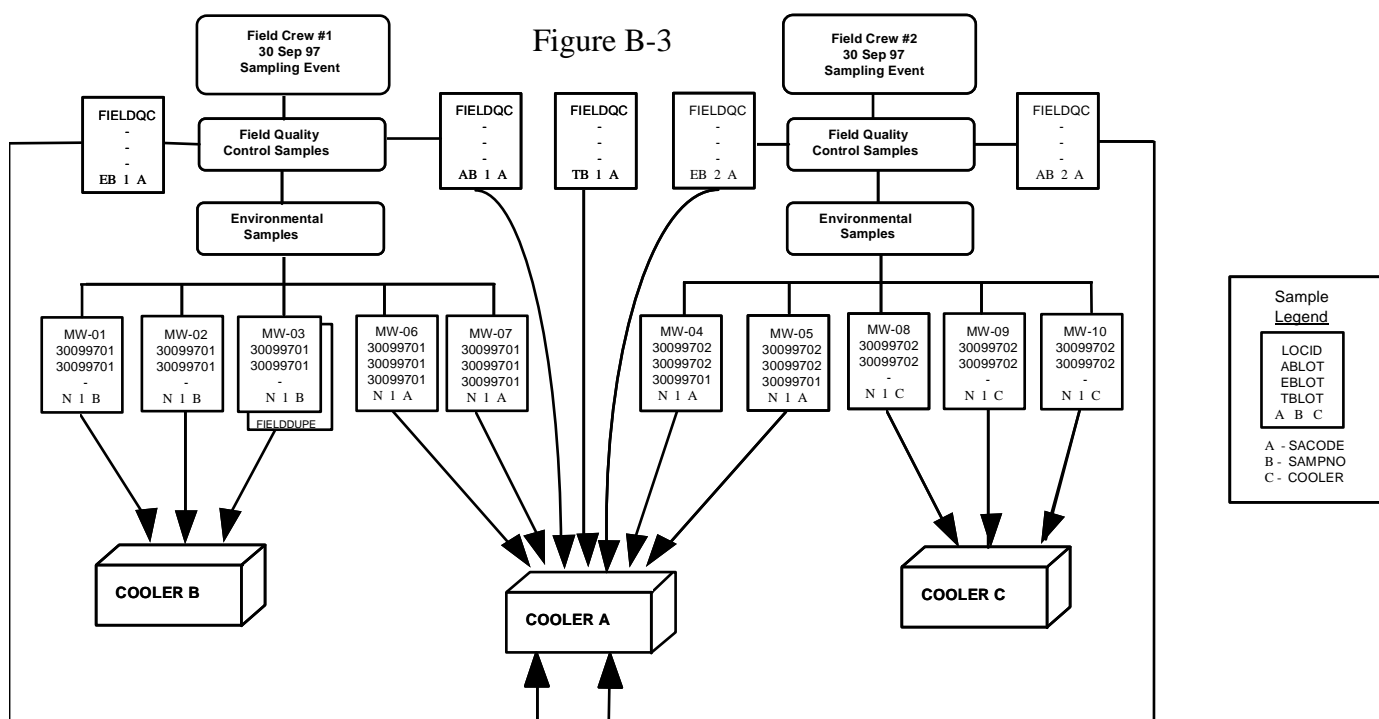 Figure B-3
Field Crew #1
30 Sep 97
Sampling Event
Field Crew #2
30 Sep 97
Sampling Event
FIELDQC
-
-
-
EB 1 A
Field Quality
Control Samples
FIELDQC
-
-
-
AB 1 A
FIELDQC
-
-
-
TB 1 A
FIELDQC
-
-
-
EB 2 A
Field Quality
Control Samples
FIELDQC
-
-
-
AB 2 A
Environmental
Samples
Environmental
Samples
MW-01
30099701
30099701
-
N 1 B
MW-02
30099701
30099701
-
N 1 B
MW-03
30099701
30099701
-
N 1 B
FIELDDUPE
MW-06
30099701
30099701
30099701
N 1 A
MW-07
30099701
30099701
30099701
N 1 A
MW-04
30099702
30099702
30099701
N 1 A
MW-05
30099702
30099702
30099701
N 1 A
MW-08
30099702
30099702
-
N 1 C
MW-09
30099702
30099702
-
N 1 C
MW-10
30099702
30099702
-
N 1 C
Sample
Legend
LOCID
ABLOT
EBLOT
TBLOT
A B C
A - SACODE
B - SAMPNO
C - COOLER
COOLER B
COOLER A
COOLER C